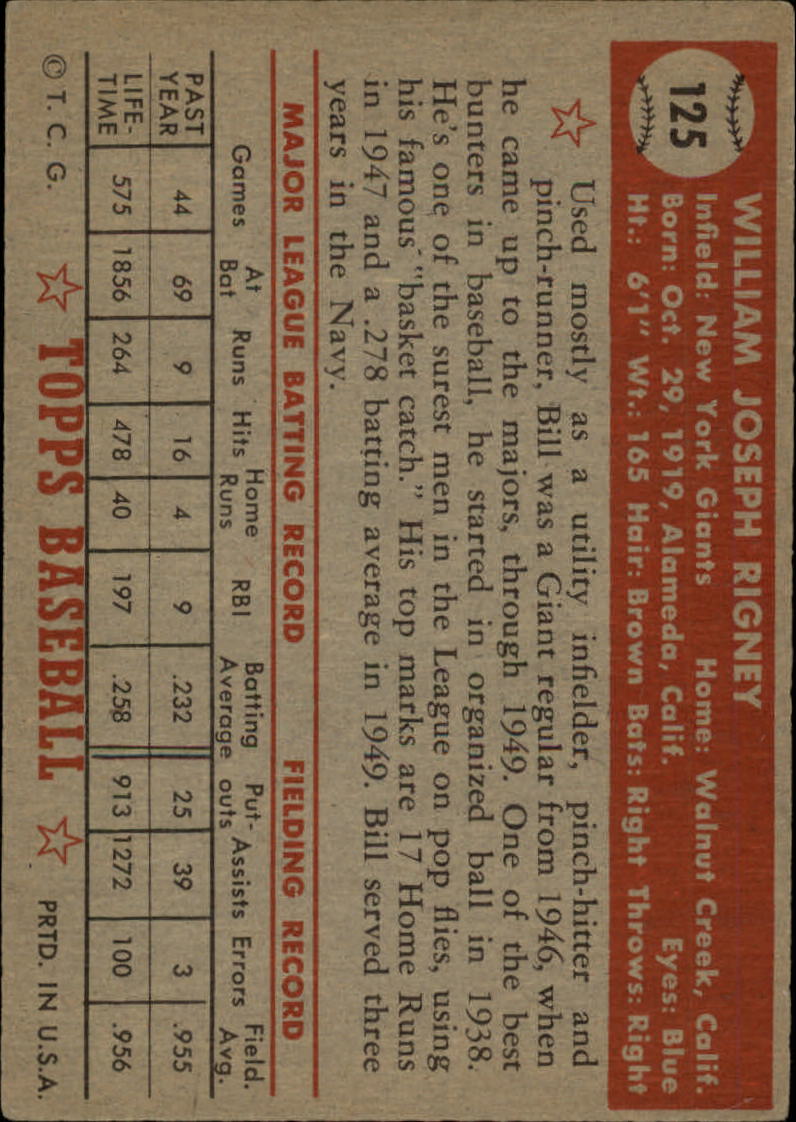 125
WILLIAM JOSEPH RIGNEY
Infield: New York Giants Home: Walnut Creek, Calif.
Born: Oct. 29, 1919, Alameda, Calif. Eyes: Blue
Ht.: 6'1" Wt.: 165 Hair: Brown Bats: Right Throws: Right
Used mostly as a utility infielder, pinch-hitter and
pinch-runner, Bill was a Giant regular from 1946, when
he came up to the majors, through 1949. One of the best
bunters in baseball, he started in organized ball in 1938.
He's one of the surest men in the League on pop flies, using
his famous "basket catch." His top marks are 17 Home Runs
in 1947 and a .278 batting average in 1949. Bill served three
years in the Navy.
MAJOR LEAGUE BATTING RECORD FIELDING RECORD
Games At Bat Runs Hits Home Runs RBI Batting Average Put-outs Assists Errors Field. Avg.
PAST YEAR 44 69 9 16 4 9 .232 25 39 3 .955
LIFE-TIME 575 1856 264 478 40 197 .258 913 1272 100 .956
© T. C. G. TOPPS BASEBALL PRTD. IN U.S.A.